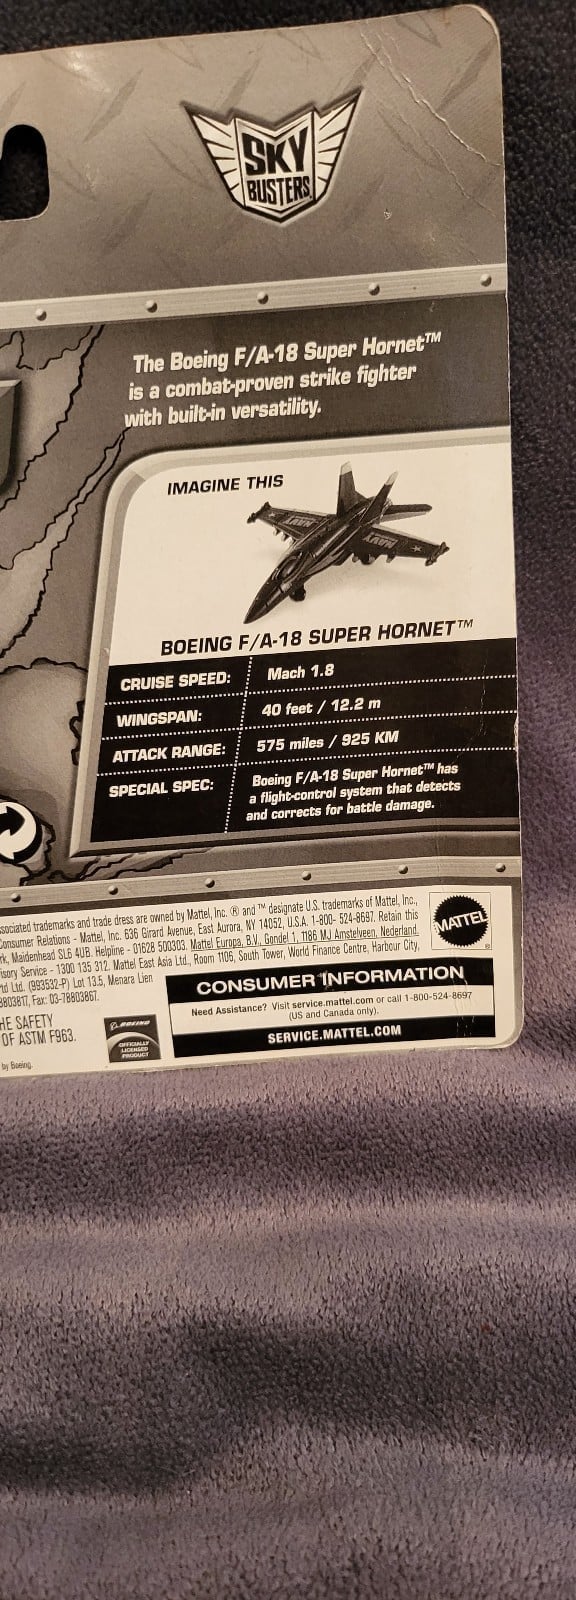 SKY
BUSTERS
The Boeing F/A-18 Super Hornet™
is a combat-proven strike fighter
with built-in versatility.
IMAGINE THIS
NAVY
NAVY
BOEING F/A-18 SUPER HORNET™
CRUISE SPEED: Mach 1.8
WINGSPAN: 40 feet / 12.2 m
ATTACK RANGE: 575 miles / 925 KM
SPECIAL SPEC: Boeing F/A-18 Super Hornet™ has
a flight-control system that detects
and corrects for battle damage.
sociated trademarks and trade dress are owned by Mattel, Inc. ® and ™ designate U.S. trademarks of Mattel, Inc.,
Consumer Relations - Mattel, Inc. 636 Girard Avenue, East Aurora, NY 14052, U.S.A. 1-800- 524-8697. Retain this
rk, Maidenhead SL6 4UB. Helpline - 01628 500303. Mattel Europa, B.V., Gondel 1, 1186 MJ Amstelveen, Nederland.
isory Service - 1300 135 312. Mattel East Asia Ltd., Room 1106, South Tower, World Finance Centre, Harbour City,
td Ltd. (993532-P) Lot 13.5, Menara Lien
8803817, Fax: 03-78803867.
MATTEL
®
CONSUMER INFORMATION
Need Assistance? Visit service.mattel.com or call 1-800-524-8697
(US and Canada only).
SERVICE.MATTEL.COM
HE SAFETY
OF ASTM F963.
BOEING
OFFICIALLY
LICENSED
PRODUCT
by Boeing.